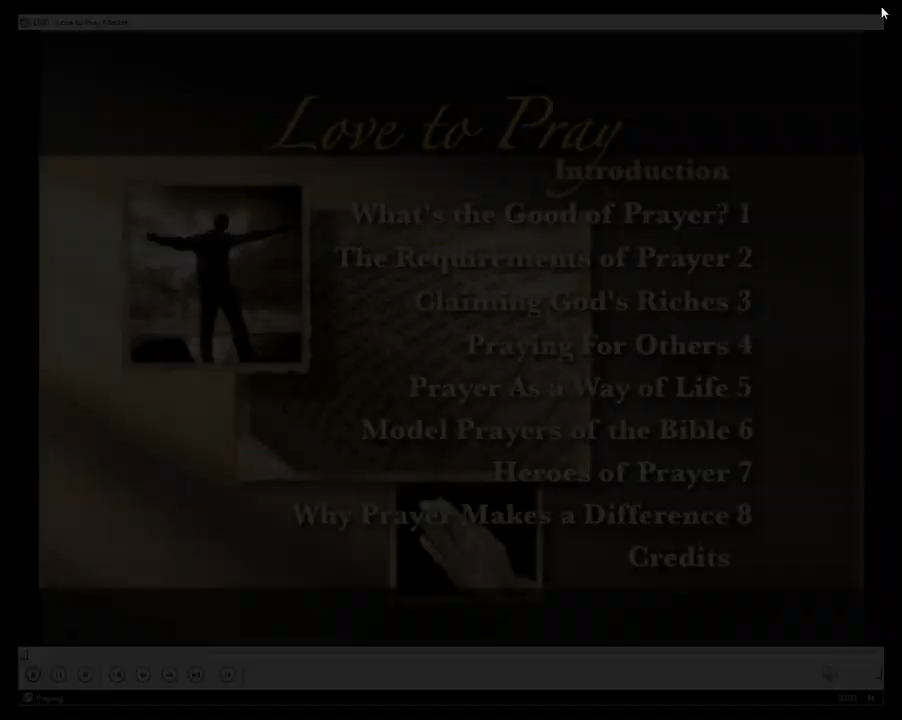 Love to Pray
Introduction
What's the Good of Prayer? 1
The Requirements of Prayer 2
Claiming God's Riches 3
Praying For Others 4
Prayer As a Way of Life 5
Model Prayers of the Bible 6
Heroes of Prayer 7
Why Prayer Makes a Difference 8
Credits
Playing